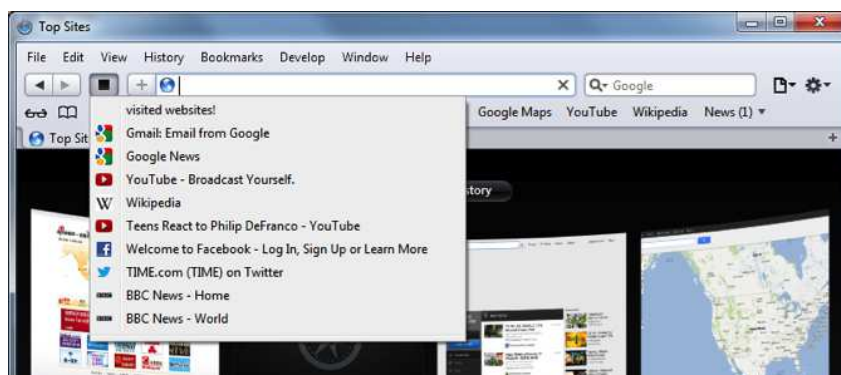 Top Sites
File Edit View History Bookmarks Develop Window Help
Google
visited websites!
Google Maps YouTube Wikipedia News (1)
Gmail: Email from Google
Top Sit
Google News
YouTube - Broadcast Yourself.
story
W Wikipedia
Teens React to Philip DeFranco - YouTube
Welcome to Facebook - Log In, Sign Up or Learn More
TIME.com (TIME) on Twitter
BBC News - Home
BBC News - World